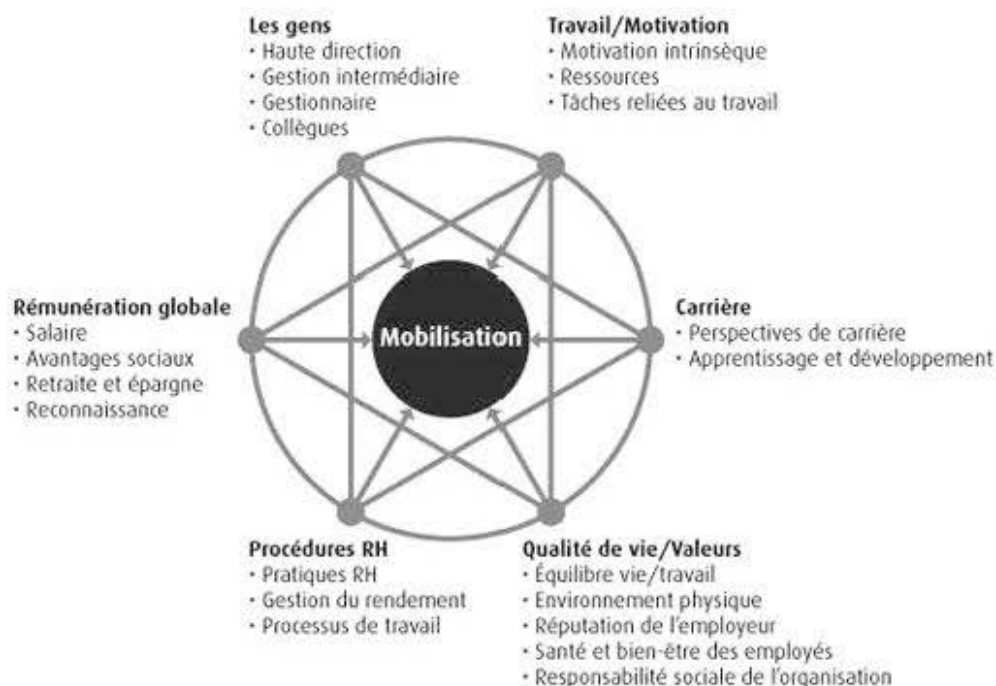 Les gens
• Haute direction
• Gestion intermédiaire
• Gestionnaire
• Collègues
Travail/Motivation
• Motivation intrinsèque
• Ressources
• Tâches reliées au travail
Rémunération globale
• Salaire
• Avantages sociaux
• Retraite et épargne
• Reconnaissance
Mobilisation
Carrière
• Perspectives de carrière
• Apprentissage et développement
Procédures RH
• Pratiques RH
• Gestion du rendement
• Processus de travail
Qualité de vie/Valeurs
• Équilibre vie/travail
• Environnement physique
• Réputation de l'employeur
• Santé et bien-être des employés
• Responsabilité sociale de l'organisation